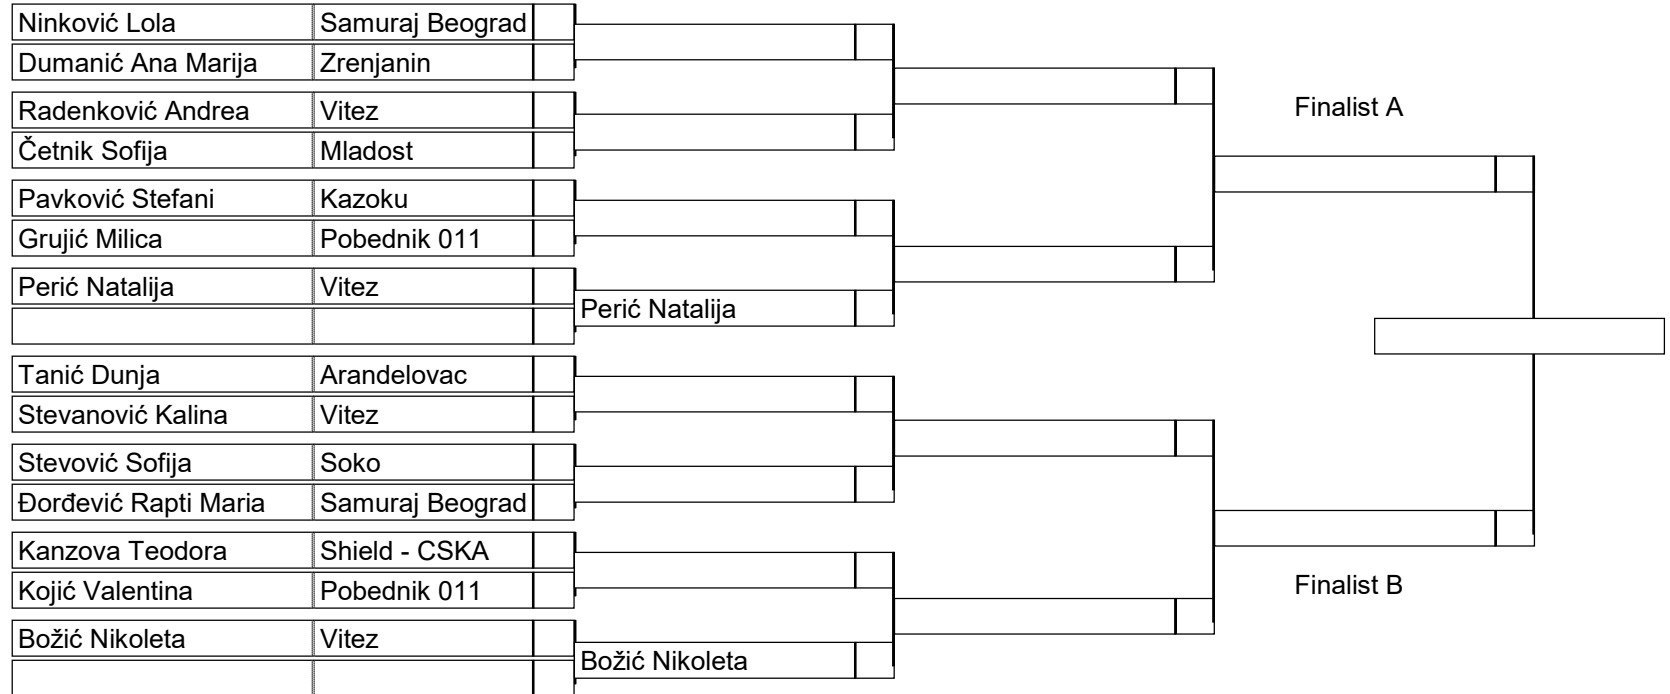 Ninković Lola Samuraj Beograd
Dumanić Ana Marija Zrenjanin
Radenković Andrea Vitez
Finalist A
Četnik Sofija Mladost
Pavković Stefani Kazoku
Grujić Milica Pobednik 011
Perić Natalija Vitez
Perić Natalija
Tanić Dunja Arandelovac
Stevanović Kalina Vitez
Stevović Sofija Soko
Đorđević Rapti Maria Samuraj Beograd
Kanzova Teodora Shield - CSKA
Kojić Valentina Pobednik 011
Finalist B
Božić Nikoleta Vitez
Božić Nikoleta